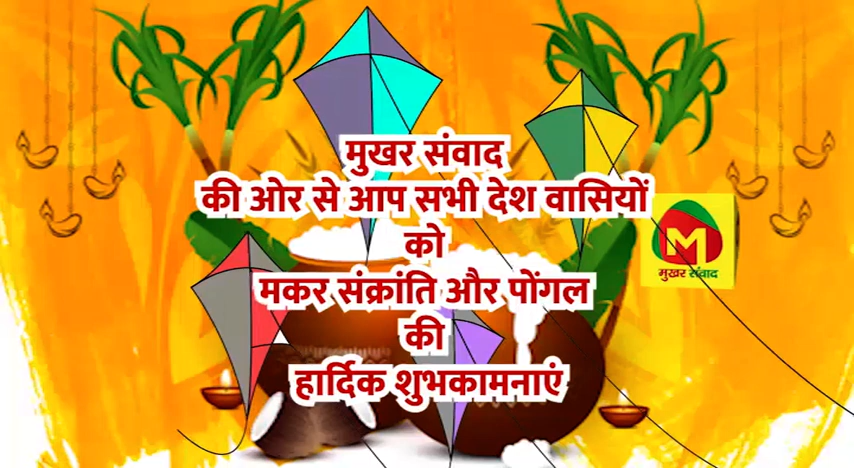 मुखर संवाद
की ओर से आप सभी देश वासियों
को
मकर संक्रांति और पोंगल
की
हार्दिक शुभकामनाएं
M
मुखर संवाद